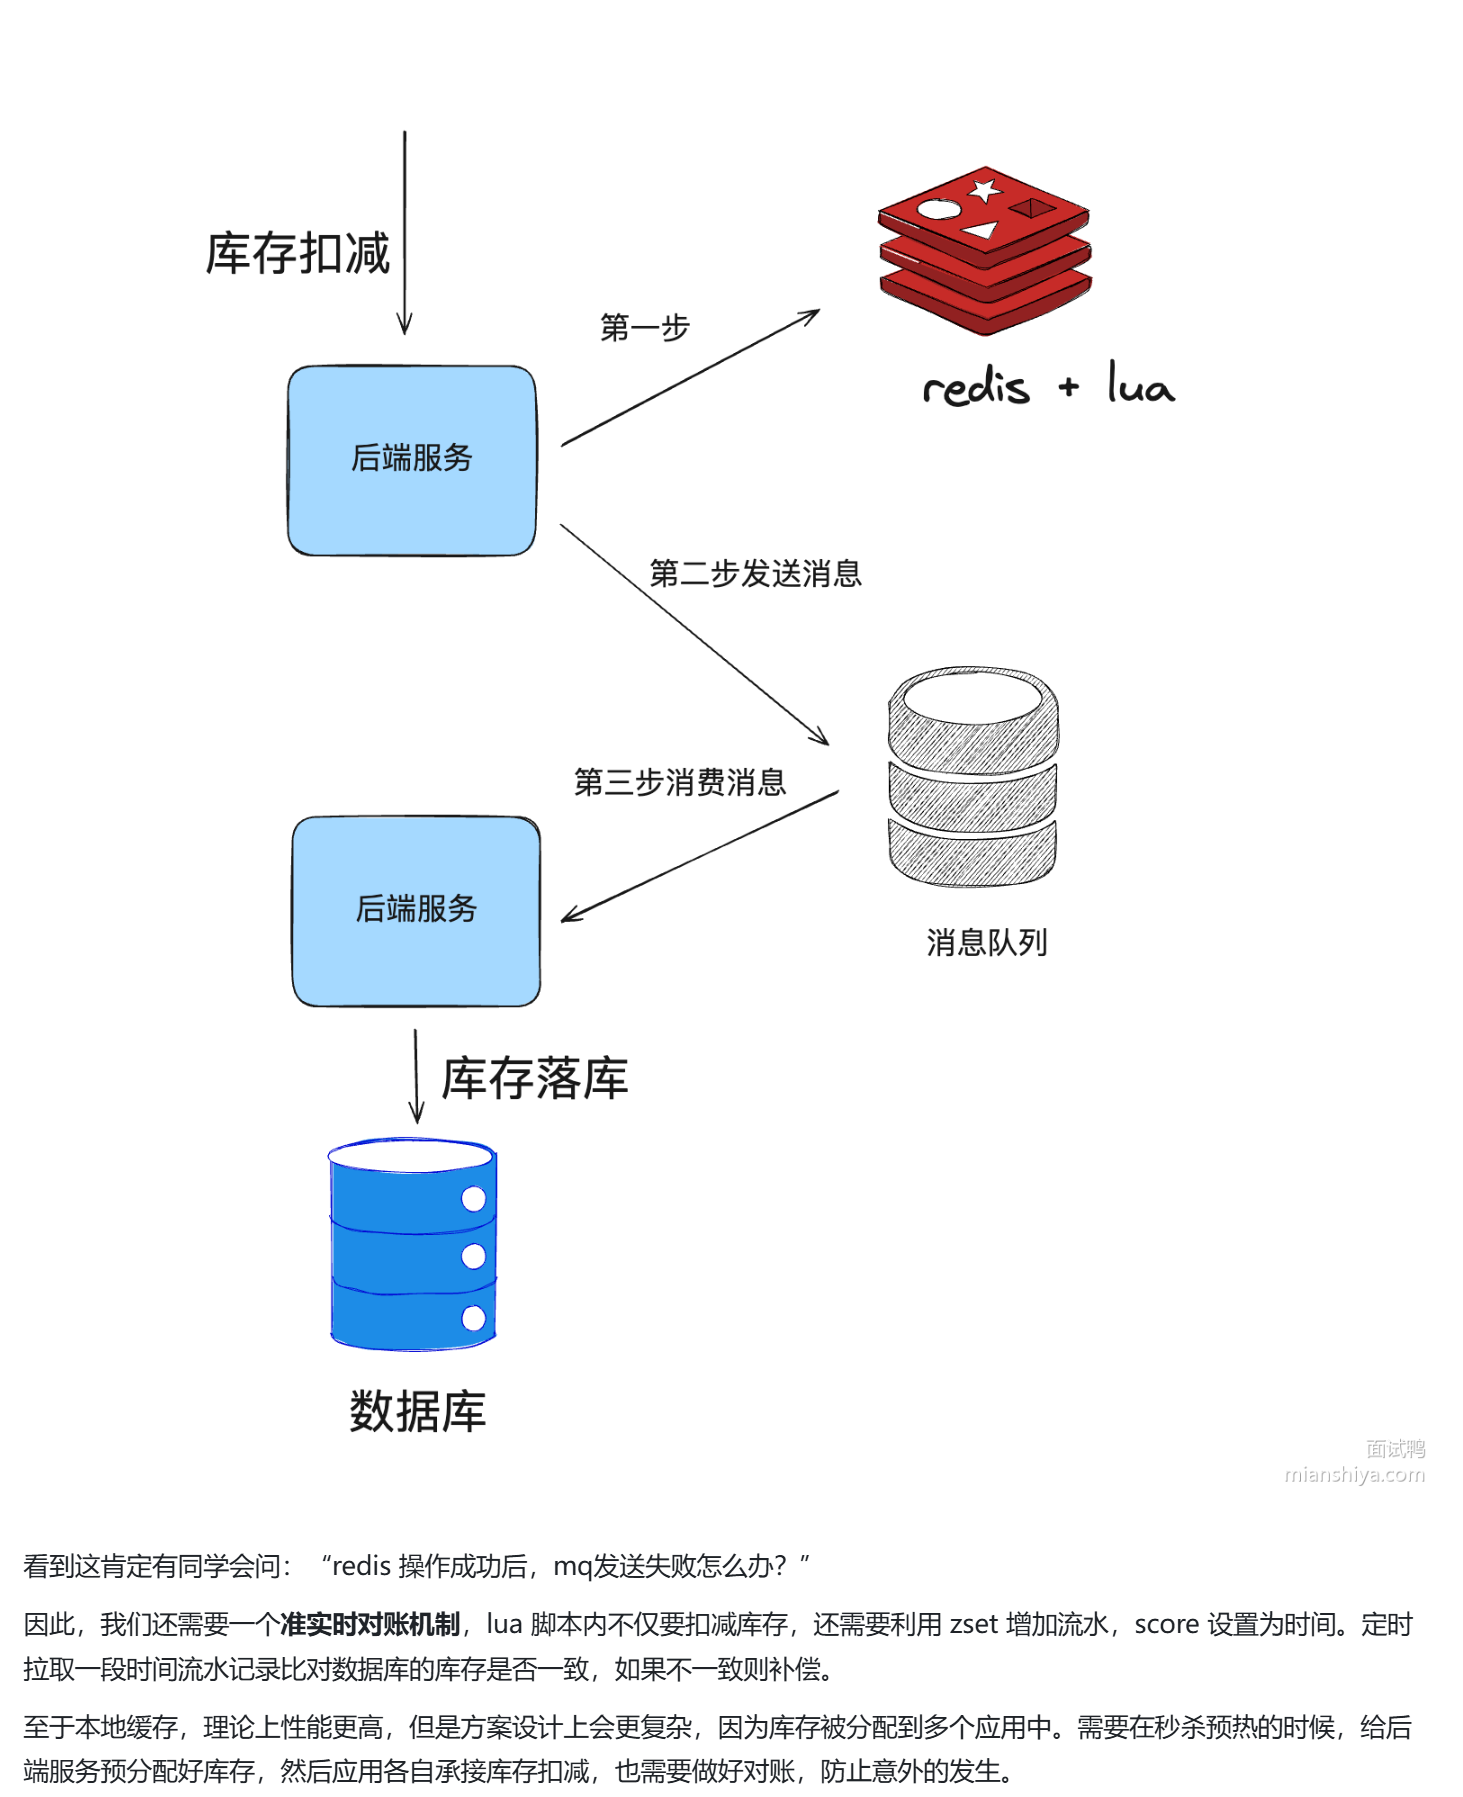 库存扣减
第一步
redis + lua
后端服务
第二步发送消息
第三步消费消息
后端服务
消息队列
库存落库
数据库
面试鸭
mianshiya.com
看到这肯定有同学会问：“redis 操作成功后，mq发送失败怎么办？”
因此，我们还需要一个准实时对账机制，lua 脚本内不仅要扣减库存，还需要利用 zset 增加流水，score 设置为时间。定时
拉取一段时间流水记录比对数据库的库存是否一致，如果不一致则补偿。
至于本地缓存，理论上性能更高，但是方案设计上会更复杂，因为库存被分配到多个应用中。需要在秒杀预热的时候，给后
端服务预分配好库存，然后应用各自承接库存扣减，也需要做好对账，防止意外的发生。